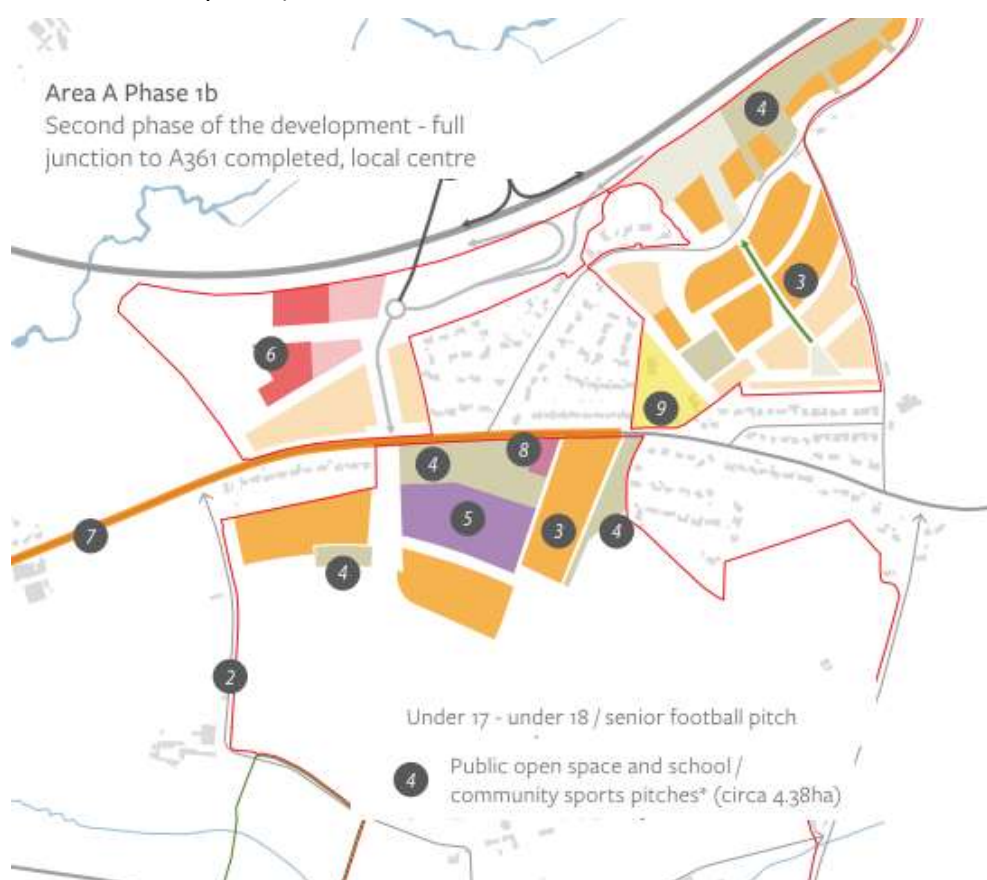 Area A Phase 1b
Second phase of the development - full
junction to A361 completed, local centre
4
3
6
9
8
4
5
3
4
7
4
2
Under 17 - under 18 / senior football pitch
4 Public open space and school /
community sports pitches* (circa 4.38ha)